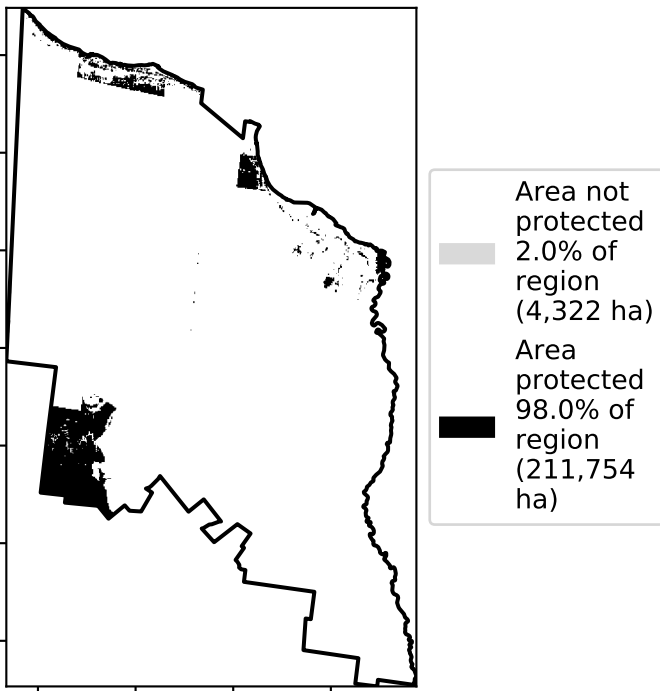 Area not
protected
2.0% of
region
(4,322 ha)
Area
protected
98.0% of
region
(211,754
ha)